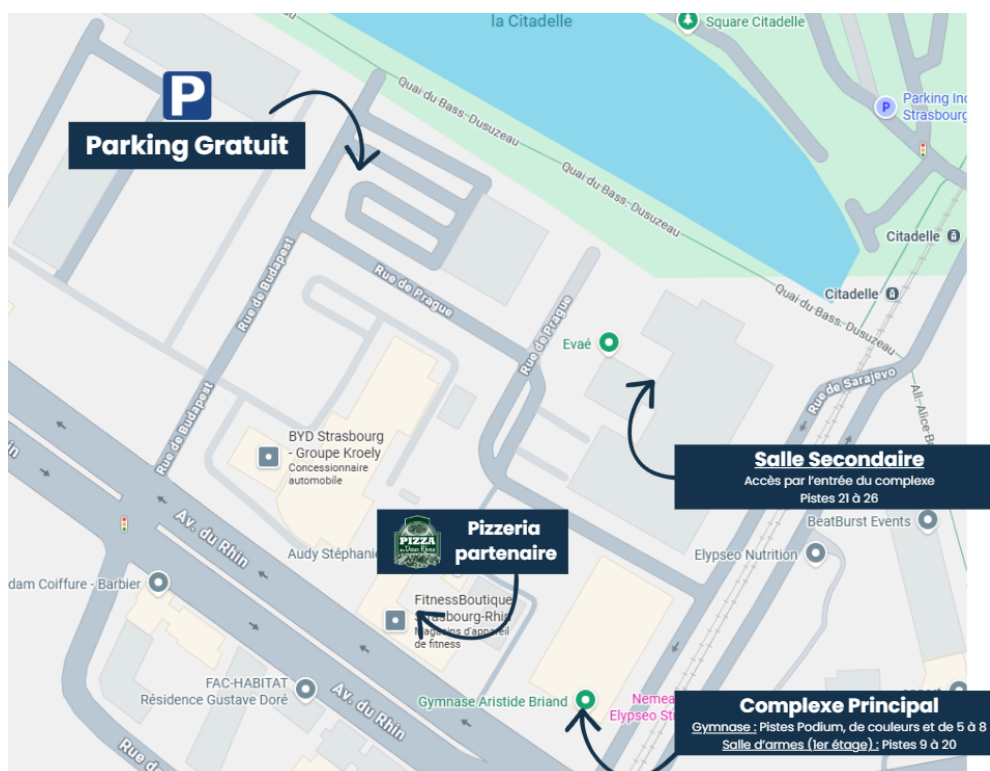 la Citadelle
Square Citadelle
P
Parking Gratuit
Quai du Bass.-Dusuzeau
P
Parking
Strasbourg
Quai du Bass.-Dusuzeau
Citadelle
Citadelle
Quai du Bass.-Dusuzeau
Rue de Budapest
Rue de Prague
Rue de Prague
Evaé
Rue de Sarajevo
Rue de Budapest
BYD Strasbourg
- Groupe Kroely
Concessionnaire
automobile
Salle Secondaire
Accès par l'entrée du complexe
Pistes 21 à 26
BeatBurst Events
Av. du Rhin
PIZZA
Pizzeria
partenaire
Audy
Elypseo Nutrition
Coiffure - Barbier
FitnessBoutique
Strasbourg-Rhin
Magasins d'appareil
de fitness
FAC-HABITAT
Résidence Gustave Doré
Av. du Rhin
Gymnase Aristide Briand
Elypseo
Complexe Principal
Gymnase : Pistes Podium, de couleurs et de 5 à 8
Salle d'armes (1er étage) : Pistes 9 à 20
Rue de